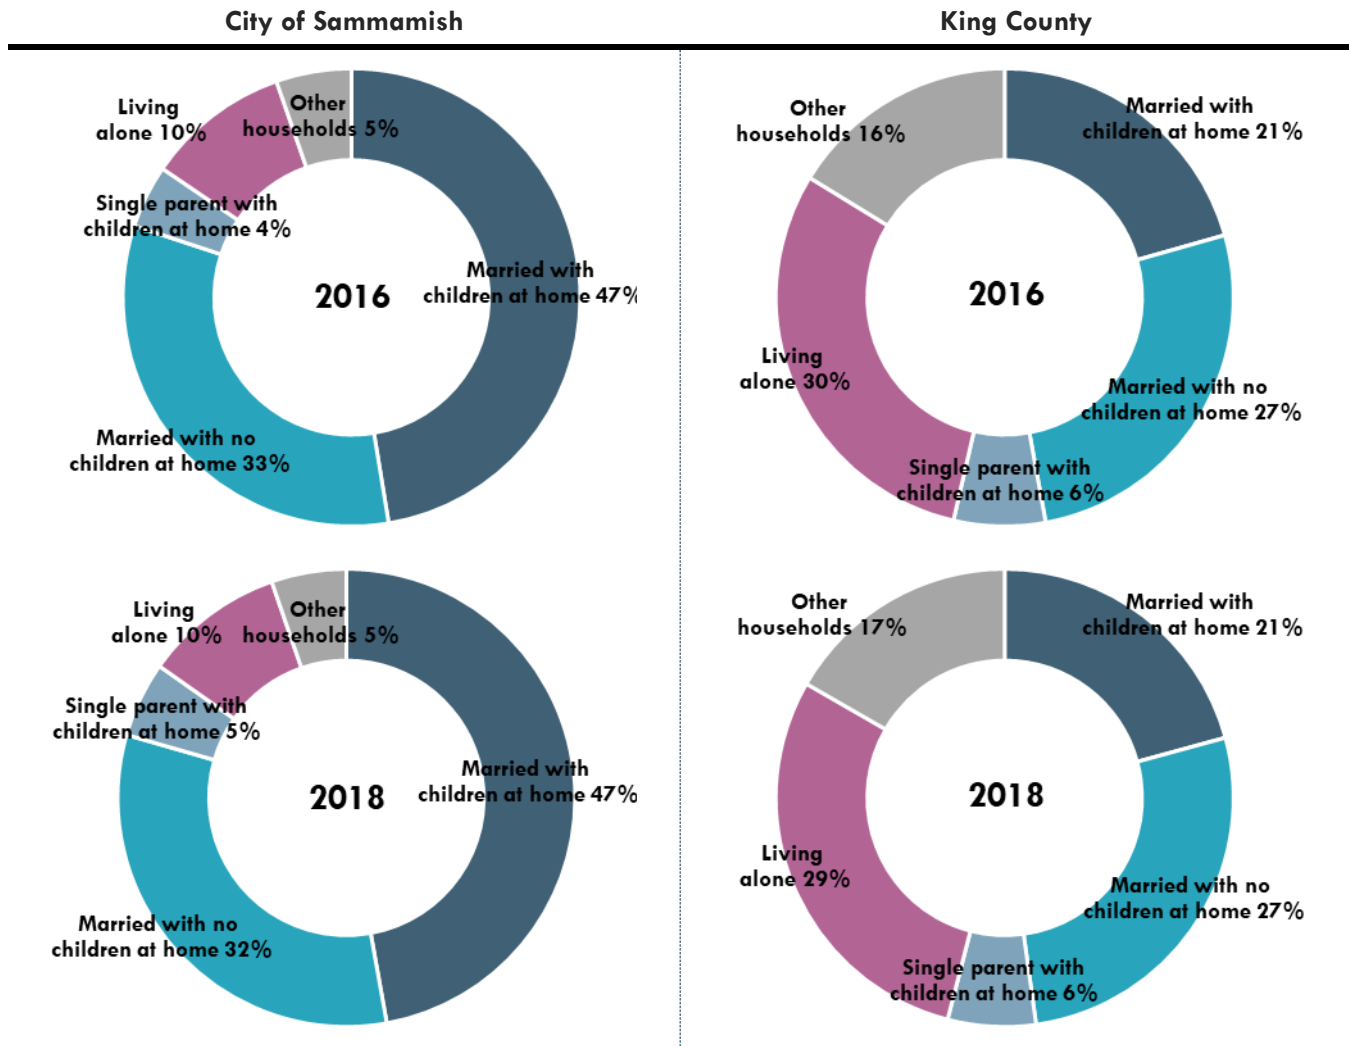 City of Sammamish
King County
Living
alone 10%
Other
households 5%
Single parent with
children at home 4%
Married with
children at home 47%
2016
Married with no
children at home 33%
Other
households 16%
Married with
children at home 21%
2016
Living
alone 30%
Married with no
children at home 27%
Single parent with
children at home 6%
Living
alone 10%
Other
households 5%
Single parent with
children at home 5%
Married with
children at home 47%
2018
Married with no
children at home 32%
Other
households 17%
Married with
children at home 21%
2018
Living
alone 29%
Married with no
children at home 27%
Single parent with
children at home 6%